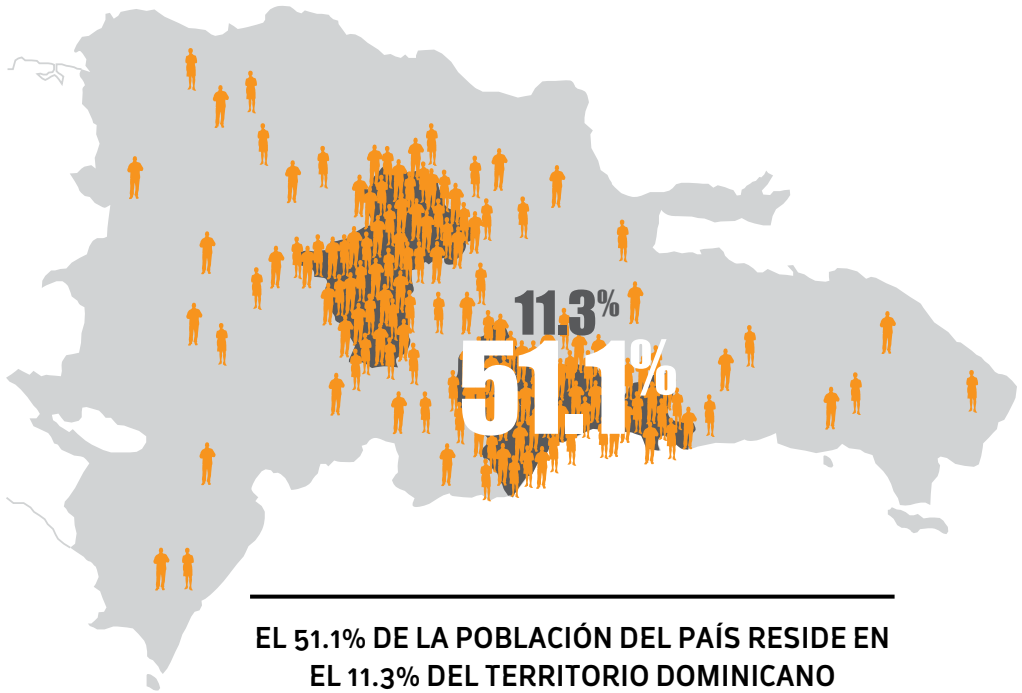 11.3%
51.1%
EL 51.1% DE LA POBLACIÓN DEL PAÍS RESIDE EN
EL 11.3% DEL TERRITORIO DOMINICANO